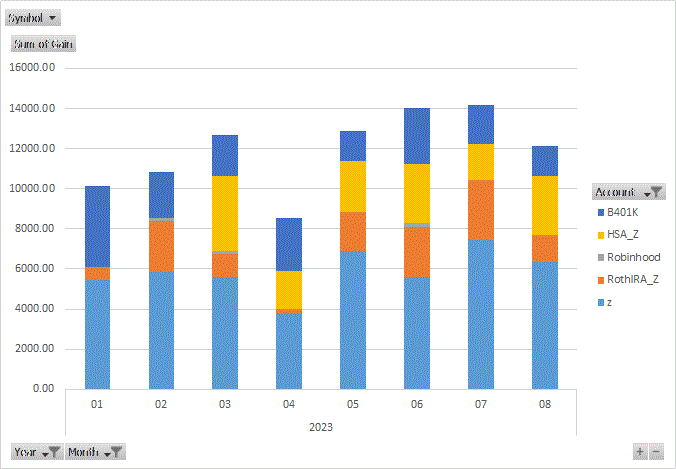 Symbol
Sum of Gain
16000.00
14000.00
12000.00
10000.00
8000.00
6000.00
4000.00
2000.00
0.00
01 02 03 04 05 06 07 08
2023
Account
B401K
HSA_Z
Robinhood
RothIRA_Z
z
Year Month
+ −